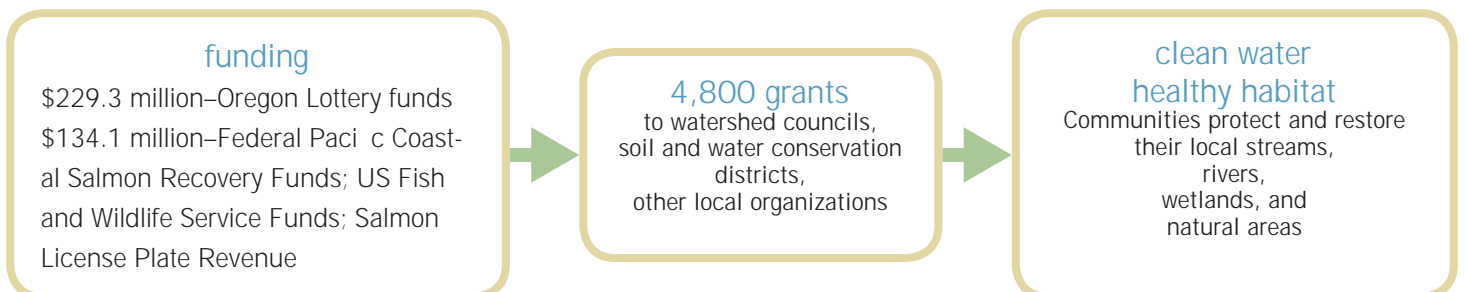 funding
$229.3 million–Oregon Lottery funds
$134.1 million–Federal Paci c Coast-
al Salmon Recovery Funds; US Fish
and Wildlife Service Funds; Salmon
License Plate Revenue
4,800 grants
to watershed councils,
soil and water conservation
districts,
other local organizations
clean water
healthy habitat
Communities protect and restore
their local streams,
rivers,
wetlands, and
natural areas